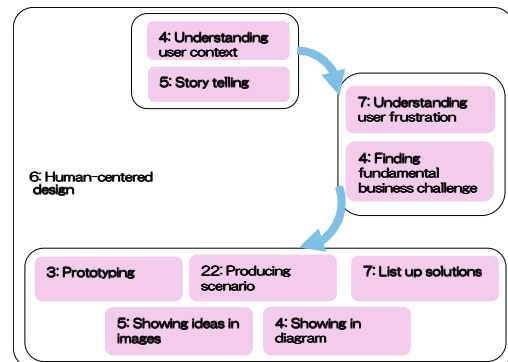 4: Understanding
user context
5: Story telling
7: Understanding
user frustration
4: Finding
fundamental
business challenge
6: Human-centered
design
3: Prototyping
22: Producing
scenario
7: List up solutions
5: Showing ideas in
images
4: Showing in
diagram